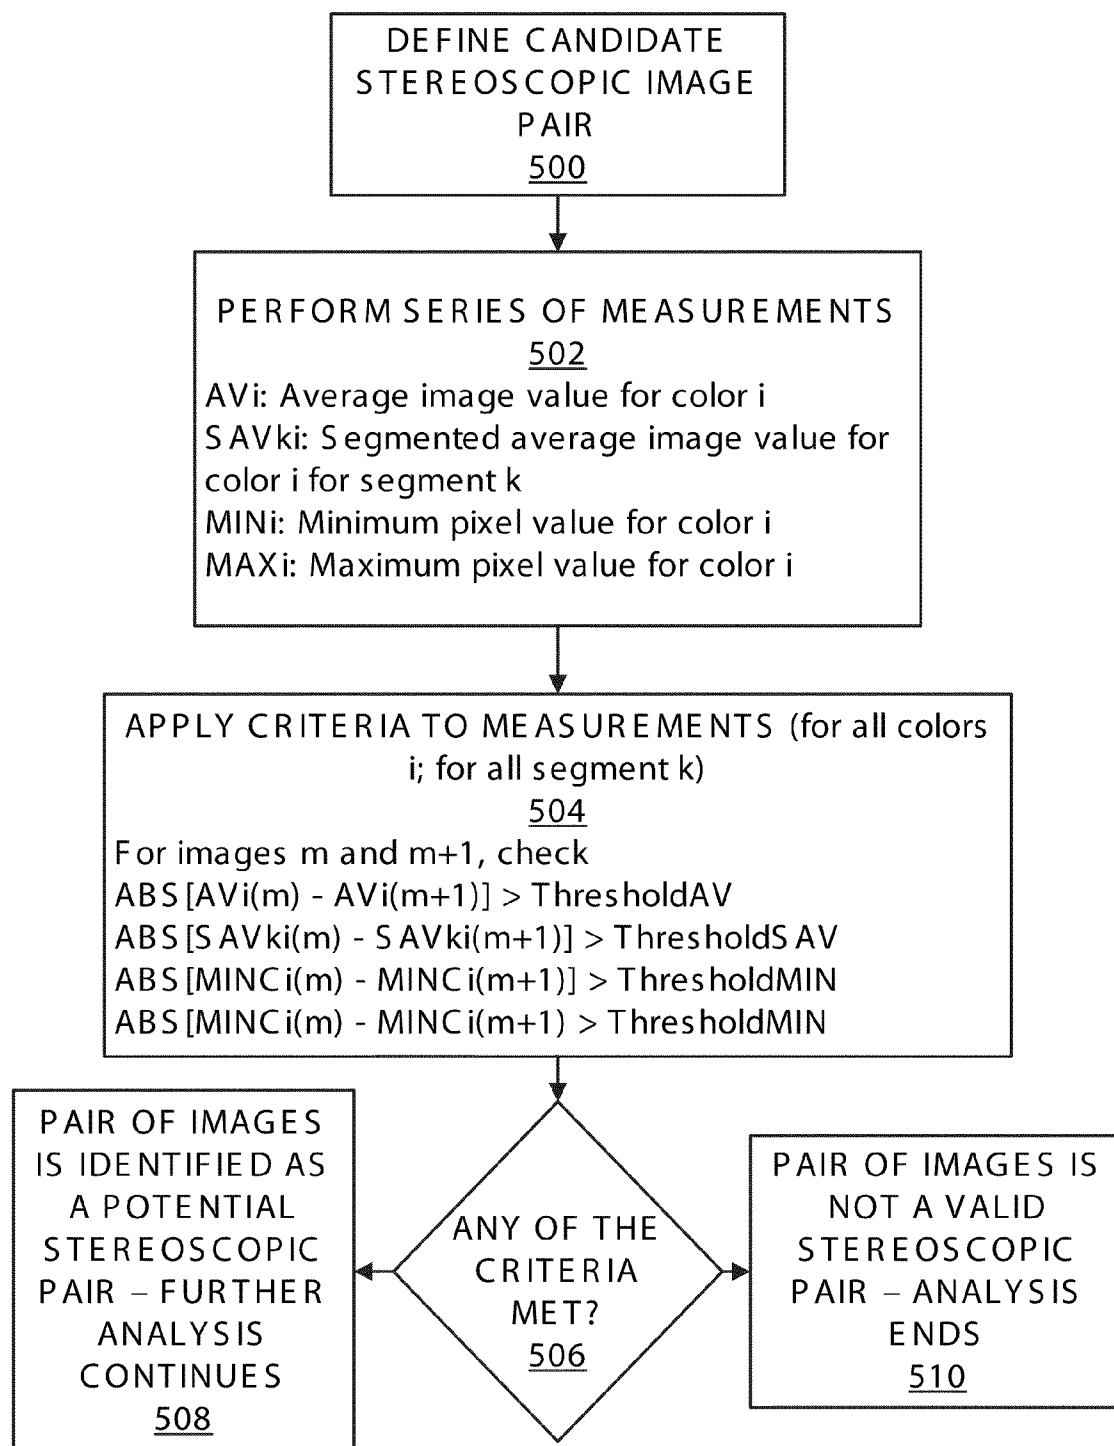 DEFINE CANDIDATE
STEREOSCOPIC IMAGE
PAIR
500
PERFORM SERIES OF MEASUREMENTS
502
AVi: Average image value for color i
SAVki: Segmented average image value for
color i for segment k
MINi: Minimum pixel value for color i
MAXi: Maximum pixel value for color i
APPLY CRITERIA TO MEASUREMENTS (for all colors
i; for all segment k)
504
For images m and m+1, check
ABS[AVi(m) - AVi(m+1)] > ThresholdAV
ABS[SAVki(m) - SAVki(m+1)] > ThresholdSAV
ABS[MINCi(m) - MINCi(m+1)] > ThresholdMIN
ABS[MINCi(m) - MINCi(m+1) > ThresholdMIN
PAIR OF IMAGES
IS IDENTIFIED AS
A POTENTIAL
STEREOSCOPIC
PAIR – FURTHER
ANALYSIS
CONTINUES
508
ANY OF THE
CRITERIA
MET?
506
PAIR OF IMAGES IS
NOT A VALID
STEREOSCOPIC
PAIR – ANALYSIS
ENDS
510